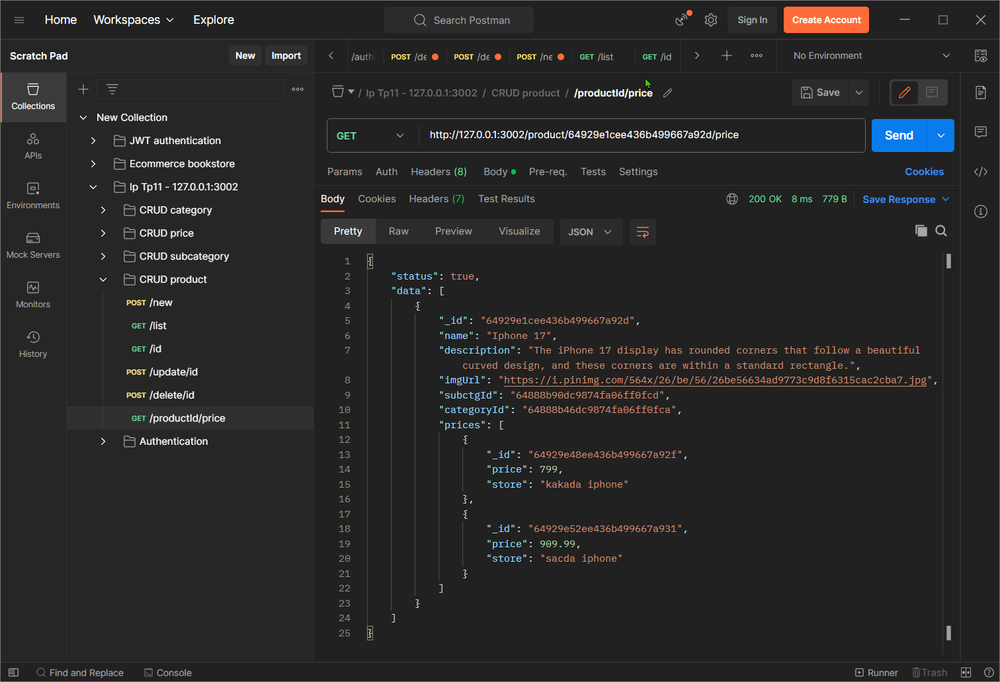 Home Workspaces Explore Search Postman Sign In Create Account
Scratch Pad New Import /auth/ POST /de POST /de POST /ne GET /list GET /id No Environment
/ Ip Tp11 - 127.0.0.1:3002 / CRUD product / /productId/price Save
Collections
APIs
Environments
Mock Servers
Monitors
History
New Collection
JWT authentication
Ecommerce bookstore
Ip Tp11 - 127.0.0.1:3002
CRUD category
CRUD price
CRUD subcategory
CRUD product
POST /new
GET /list
GET /id
POST /update/id
POST /delete/id
GET /productId/price
Authentication
GET http://127.0.0.1:3002/product/64929e1cee436b499667a92d/price Send
Params Auth Headers (8) Body Pre-req. Tests Settings Cookies
Body Cookies Headers (7) Test Results 200 OK 8 ms 779 B Save Response
Pretty Raw Preview Visualize JSON
1 {
2 "status": true,
3 "data": [
4 {
5 "_id": "64929e1cee436b499667a92d",
6 "name": "Iphone 17",
7 "description": "The iPhone 17 display has rounded corners that follow a beautiful
curved design, and these corners are within a standard rectangle.",
8 "imgUrl": "https://i.pinimg.com/564x/26/be/56/26be56634ad9773c9d8f6315cac2cba7.jpg",
9 "subctgId": "64888b90dc9874fa06ff0fcd",
10 "categoryId": "64888b46dc9874fa06ff0fca",
11 "prices": [
12 {
13 "_id": "64929e48ee436b499667a92f",
14 "price": 799,
15 "store": "kakada iphone"
16 },
17 {
18 "_id": "64929e52ee436b499667a931",
19 "price": 909.99,
20 "store": "sacda iphone"
21 }
22 ]
23 }
24 ]
25 }
Find and Replace Console Runner Trash